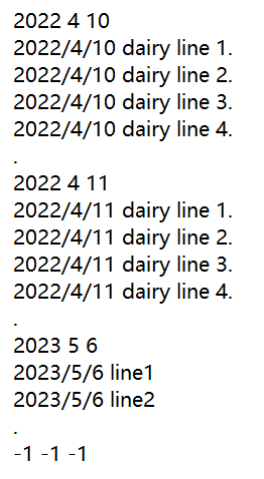 2022 4 10
2022/4/10 dairy line 1.
2022/4/10 dairy line 2.
2022/4/10 dairy line 3.
2022/4/10 dairy line 4.
.
2022 4 11
2022/4/11 dairy line 1.
2022/4/11 dairy line 2.
2022/4/11 dairy line 3.
2022/4/11 dairy line 4.
.
2023 5 6
2023/5/6 line1
2023/5/6 line2
.
-1 -1 -1